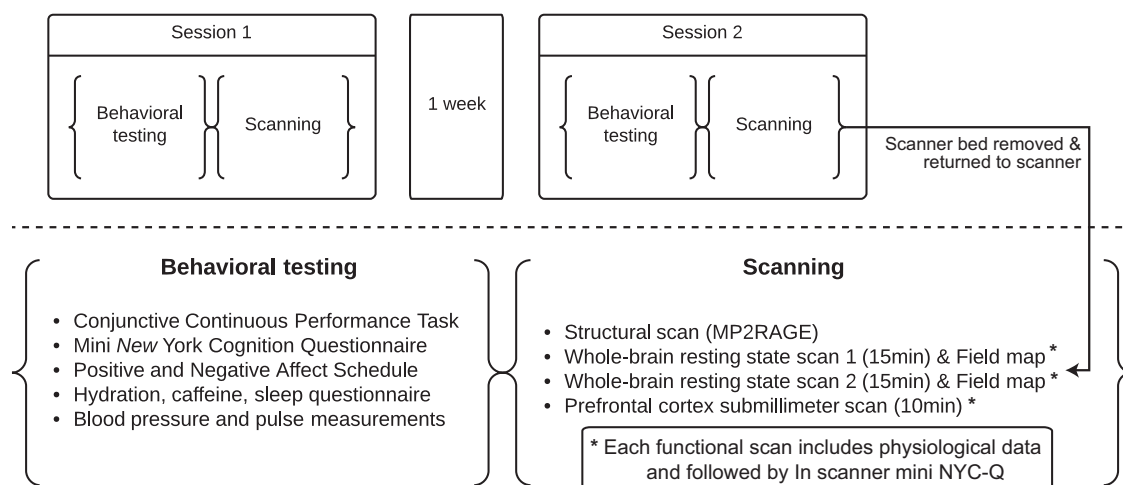 Session 1
Behavioral
testing
Scanning
1 week
Session 2
Behavioral
testing
Scanning
Scanner bed removed &
returned to scanner
Behavioral testing
• Conjunctive Continuous Performance Task
• Mini New York Cognition Questionnaire
• Positive and Negative Affect Schedule
• Hydration, caffeine, sleep questionnaire
• Blood pressure and pulse measurements
Scanning
• Structural scan (MP2RAGE)
• Whole-brain resting state scan 1 (15min) & Field map *
• Whole-brain resting state scan 2 (15min) & Field map *
• Prefrontal cortex submillimeter scan (10min) *
* Each functional scan includes physiological data
and followed by In scanner mini NYC-Q